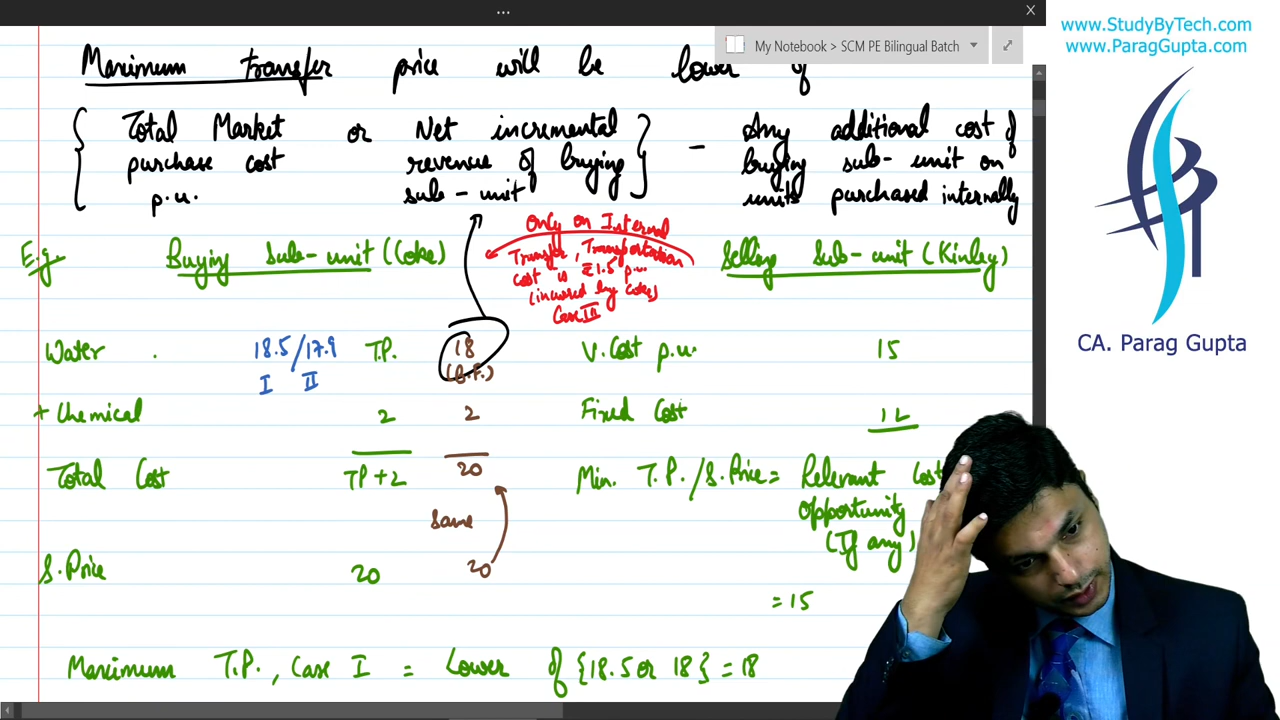 ...
×
My Notebook > SCM PE Bilingual Batch
www.StudyByTech.com
www.ParagGupta.com
CA. Parag Gupta
Maximum transfer price will be lower of
{ Total Market purchase cost p.u. or Net incremental revenue of buying sub-unit } - Any additional cost of buying sub-unit on units purchased internally
Only on Internal
Transfer, Transportation
cost is ₹1.5 p.u.
(incurred by Coke)
Case III
E.g. Buying Sub-unit (Coke) Selling Sub-unit (Kinley)
Water 18.5/17.9 T.P. 18 V. Cost p.u. 15
I II (B.F.)
+ Chemical 2 2 Fixed Cost 12
Total Cost TP+2 20 Min. T.P./S.Price = Relevant Cost
opportunity
(If any)
Same
S. Price 20 20
= 15
Maximum T.P., Case I = Lower of {18.5 or 18} = 18